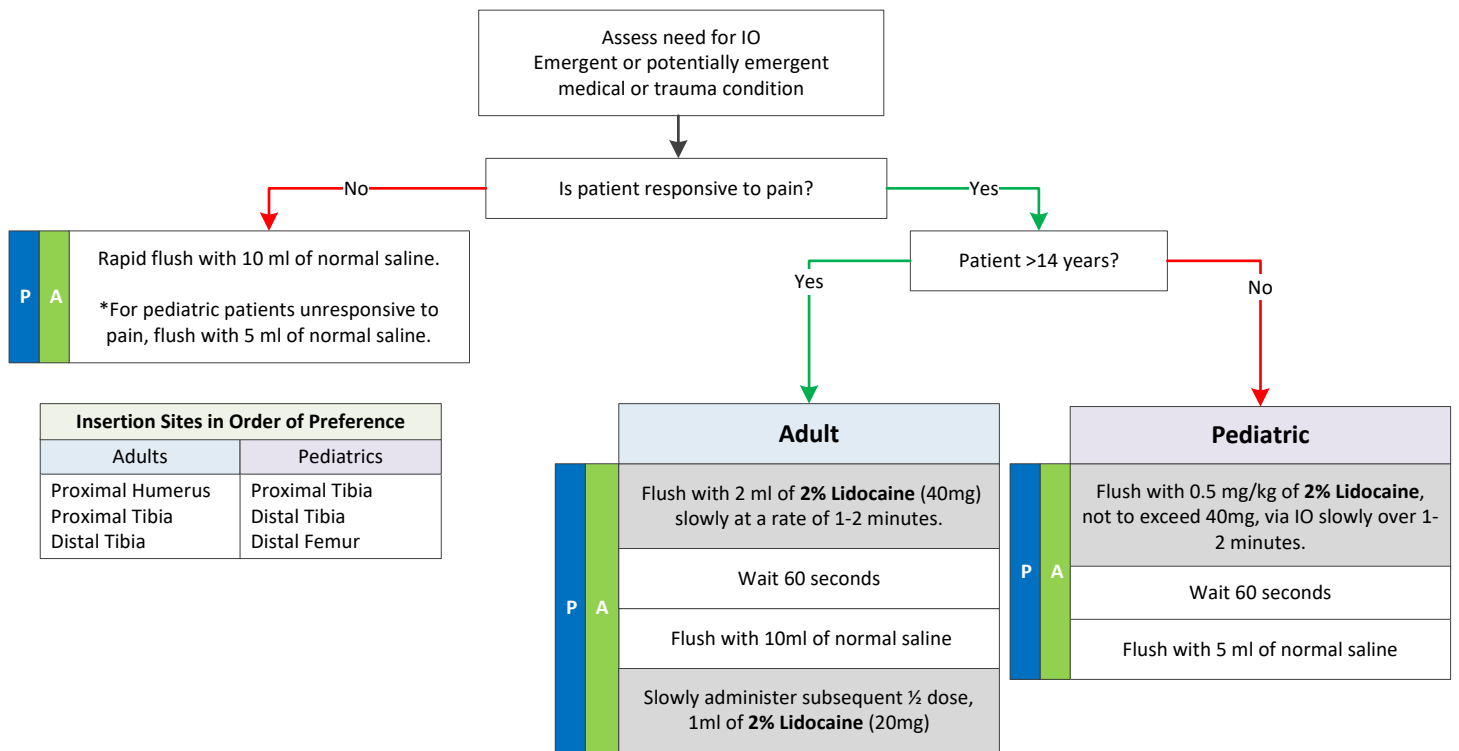 Assess need for IO
Emergent or potentially emergent
medical or trauma condition
Is patient responsive to pain?
No
Yes
Rapid flush with 10 ml of normal saline.
*For pediatric patients unresponsive to
pain, flush with 5 ml of normal saline.
P
A
Patient >14 years?
Yes
No
Insertion Sites in Order of Preference
Adults
Pediatrics
Proximal Humerus
Proximal Tibia
Distal Tibia
Proximal Tibia
Distal Tibia
Distal Femur
Adult
P
A
Flush with 2 ml of 2% Lidocaine (40mg)
slowly at a rate of 1-2 minutes.
Wait 60 seconds
Flush with 10ml of normal saline
Slowly administer subsequent ½ dose,
1ml of 2% Lidocaine (20mg)
Pediatric
P
A
Flush with 0.5 mg/kg of 2% Lidocaine,
not to exceed 40mg, via IO slowly over 1-
2 minutes.
Wait 60 seconds
Flush with 5 ml of normal saline